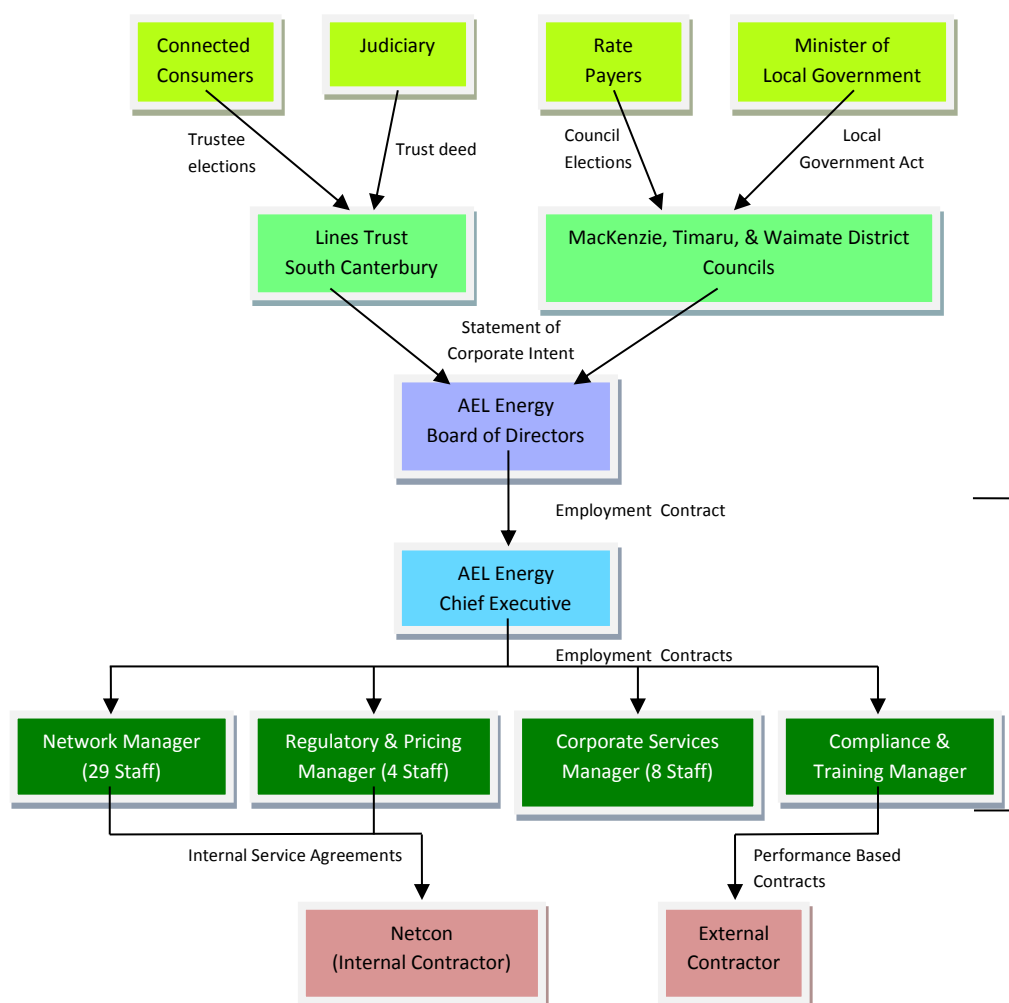 Connected
Consumers
Judiciary
Rate
Payers
Minister of
Local Government
Trustee
elections
Trust deed
Council
Elections
Local
Government Act
Lines Trust
South Canterbury
MacKenzie, Timaru, & Waimate District
Councils
Statement of
Corporate Intent
AEL Energy
Board of Directors
Employment Contract
AEL Energy
Chief Executive
Employment Contracts
Network Manager
(29 Staff)
Regulatory & Pricing
Manager (4 Staff)
Corporate Services
Manager (8 Staff)
Compliance &
Training Manager
Internal Service Agreements
Performance Based
Contracts
Netcon
(Internal Contractor)
External
Contractor